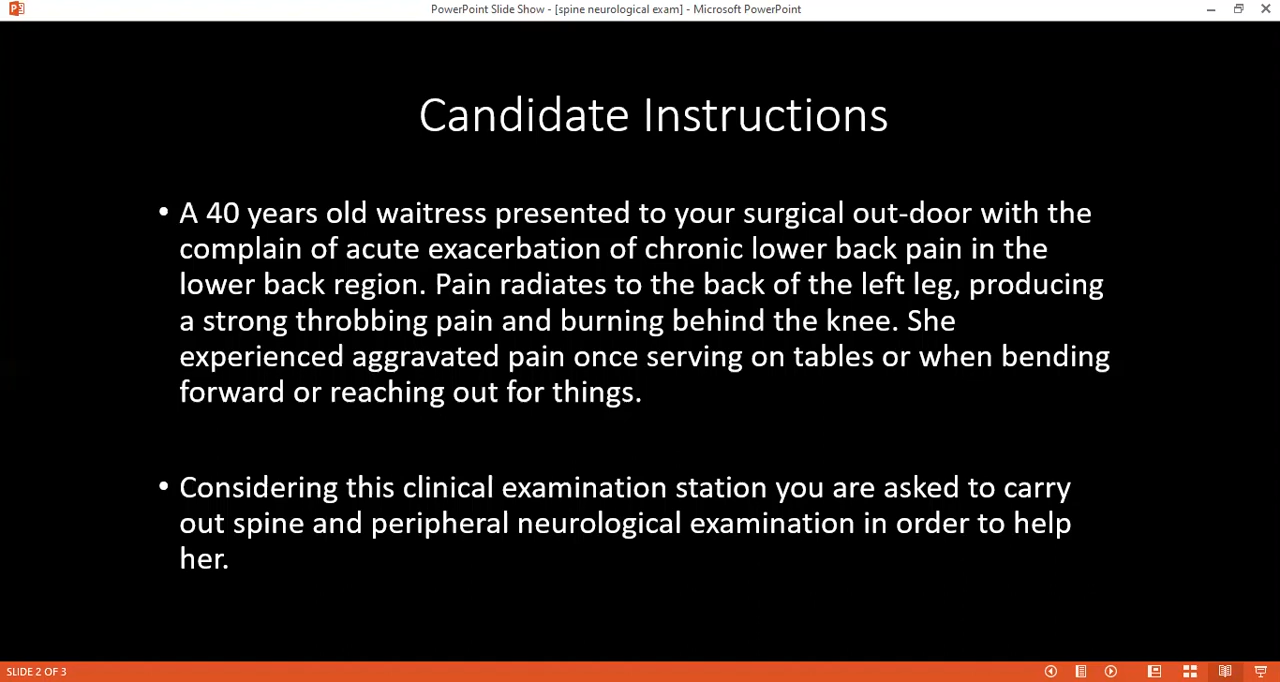 PowerPoint Slide Show - [spine neurological exam] - Microsoft PowerPoint
Candidate Instructions
• A 40 years old waitress presented to your surgical out-door with the
complain of acute exacerbation of chronic lower back pain in the
lower back region. Pain radiates to the back of the left leg, producing
a strong throbbing pain and burning behind the knee. She
experienced aggravated pain once serving on tables or when bending
forward or reaching out for things.
• Considering this clinical examination station you are asked to carry
out spine and peripheral neurological examination in order to help
her.
SLIDE 2 OF 3